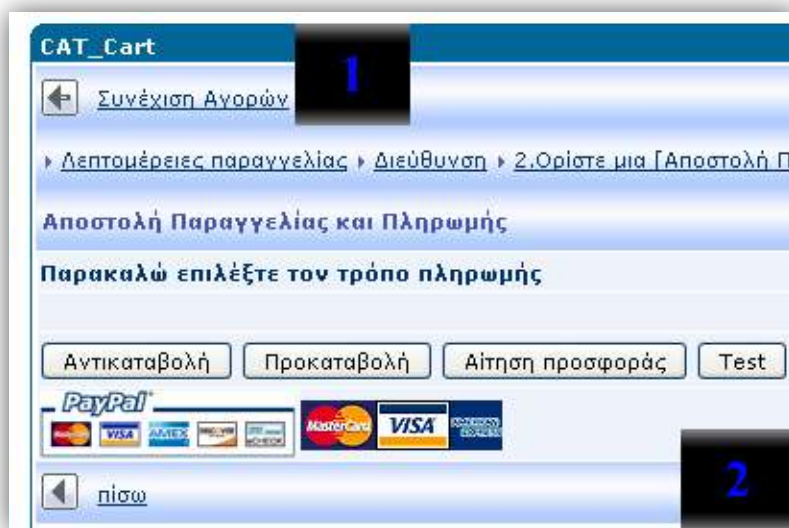 CAT_Cart
1
Συνέχιση Αγορών
Λεπτομέρειες παραγγελίας Διεύθυνση 2.Ορίστε μια [Αποστολή Π
Αποστολή Παραγγελίας και Πληρωμής
Παρακαλώ επιλέξτε τον τρόπο πληρωμής
Αντικαταβολή Προκαταβολή Αίτηση προσφοράς Test
PayPal
VISA AMEX MasterCard VISA
πίσω
2